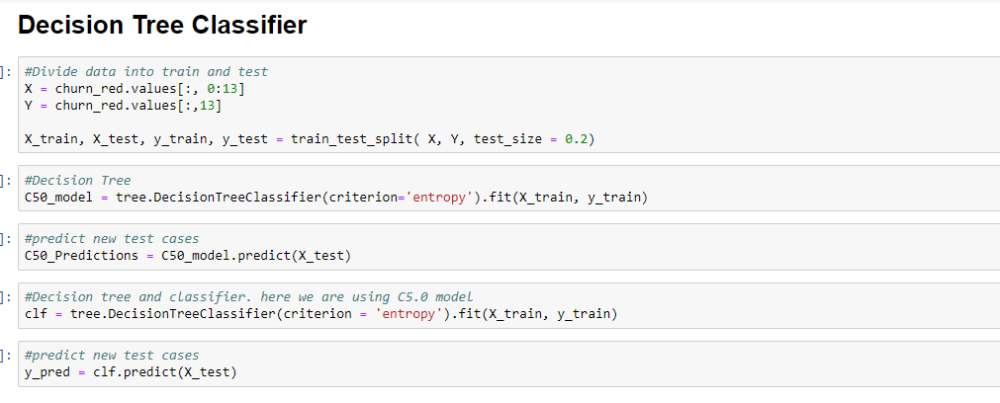 Decision Tree Classifier
]: #Divide data into train and test
X = churn_red.values[:, 0:13]
Y = churn_red.values[:,13]
X_train, X_test, y_train, y_test = train_test_split( X, Y, test_size = 0.2)
]: #Decision Tree
C50_model = tree.DecisionTreeClassifier(criterion='entropy').fit(X_train, y_train)
]: #predict new test cases
C50_Predictions = C50_model.predict(X_test)
]: #Decision tree and classifier. here we are using C5.0 model
clf = tree.DecisionTreeClassifier(criterion = 'entropy').fit(X_train, y_train)
]: #predict new test cases
y_pred = clf.predict(X_test)